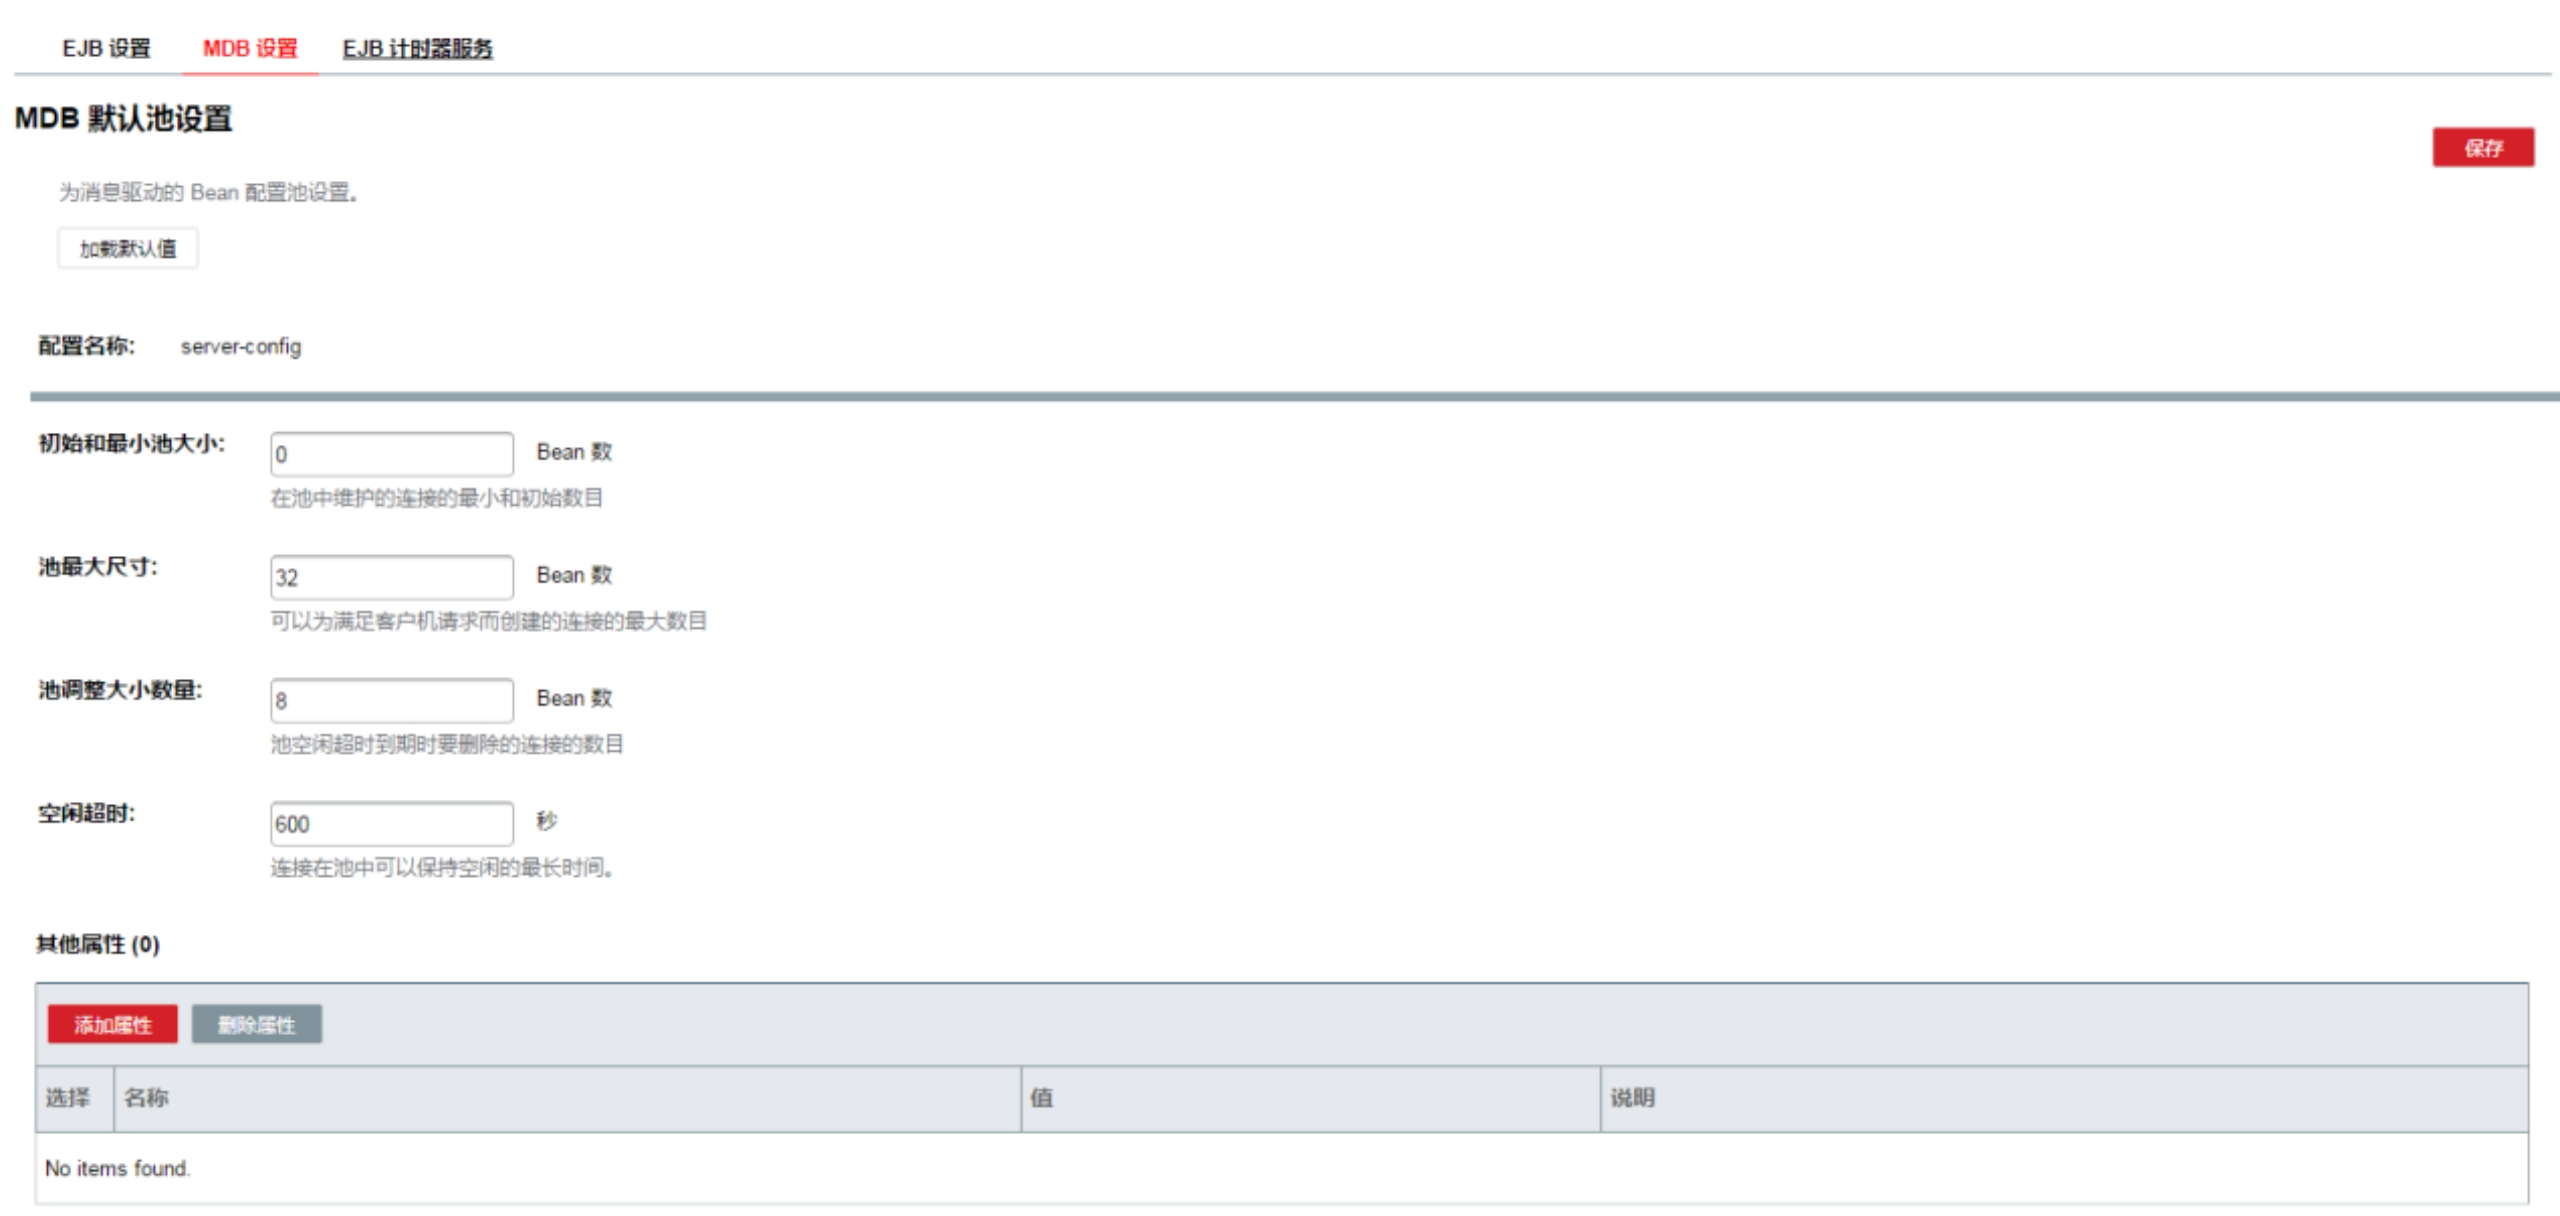 EJB 设置 MDB 设置 EJB 计时器服务
MDB 默认池设置
保存
为消息驱动的 Bean 配置池设置。
加载默认值
配置名称: server-config
初始和最小池大小: 0 Bean 数
在池中维护的连接的最小和初始数目
池最大尺寸: 32 Bean 数
可以为满足客户机请求而创建的连接的最大数目
池调整大小数量: 8 Bean 数
池空闲超时到期时要删除的连接的数目
空闲超时: 600 秒
连接在池中可以保持空闲的最长时间。
其他属性 (0)
添加属性 删除属性
选择 名称 值 说明
No items found.